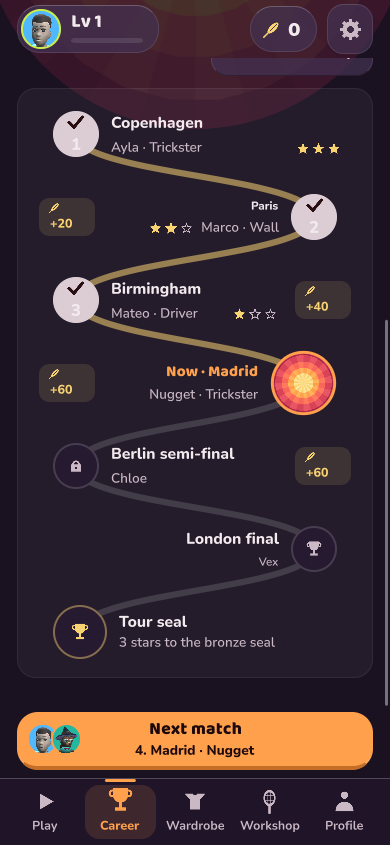 Lv 1
0
Copenhagen
1
Ayla · Trickster
Paris
+20
2
Marco · Wall
Birmingham
3
Mateo · Driver
+40
Now · Madrid
+60
Nugget · Trickster
Berlin semi-final
+60
Chloe
London final
Vex
Tour seal
3 stars to the bronze seal
Next match
4. Madrid · Nugget
Play
Career
Wardrobe
Workshop
Profile